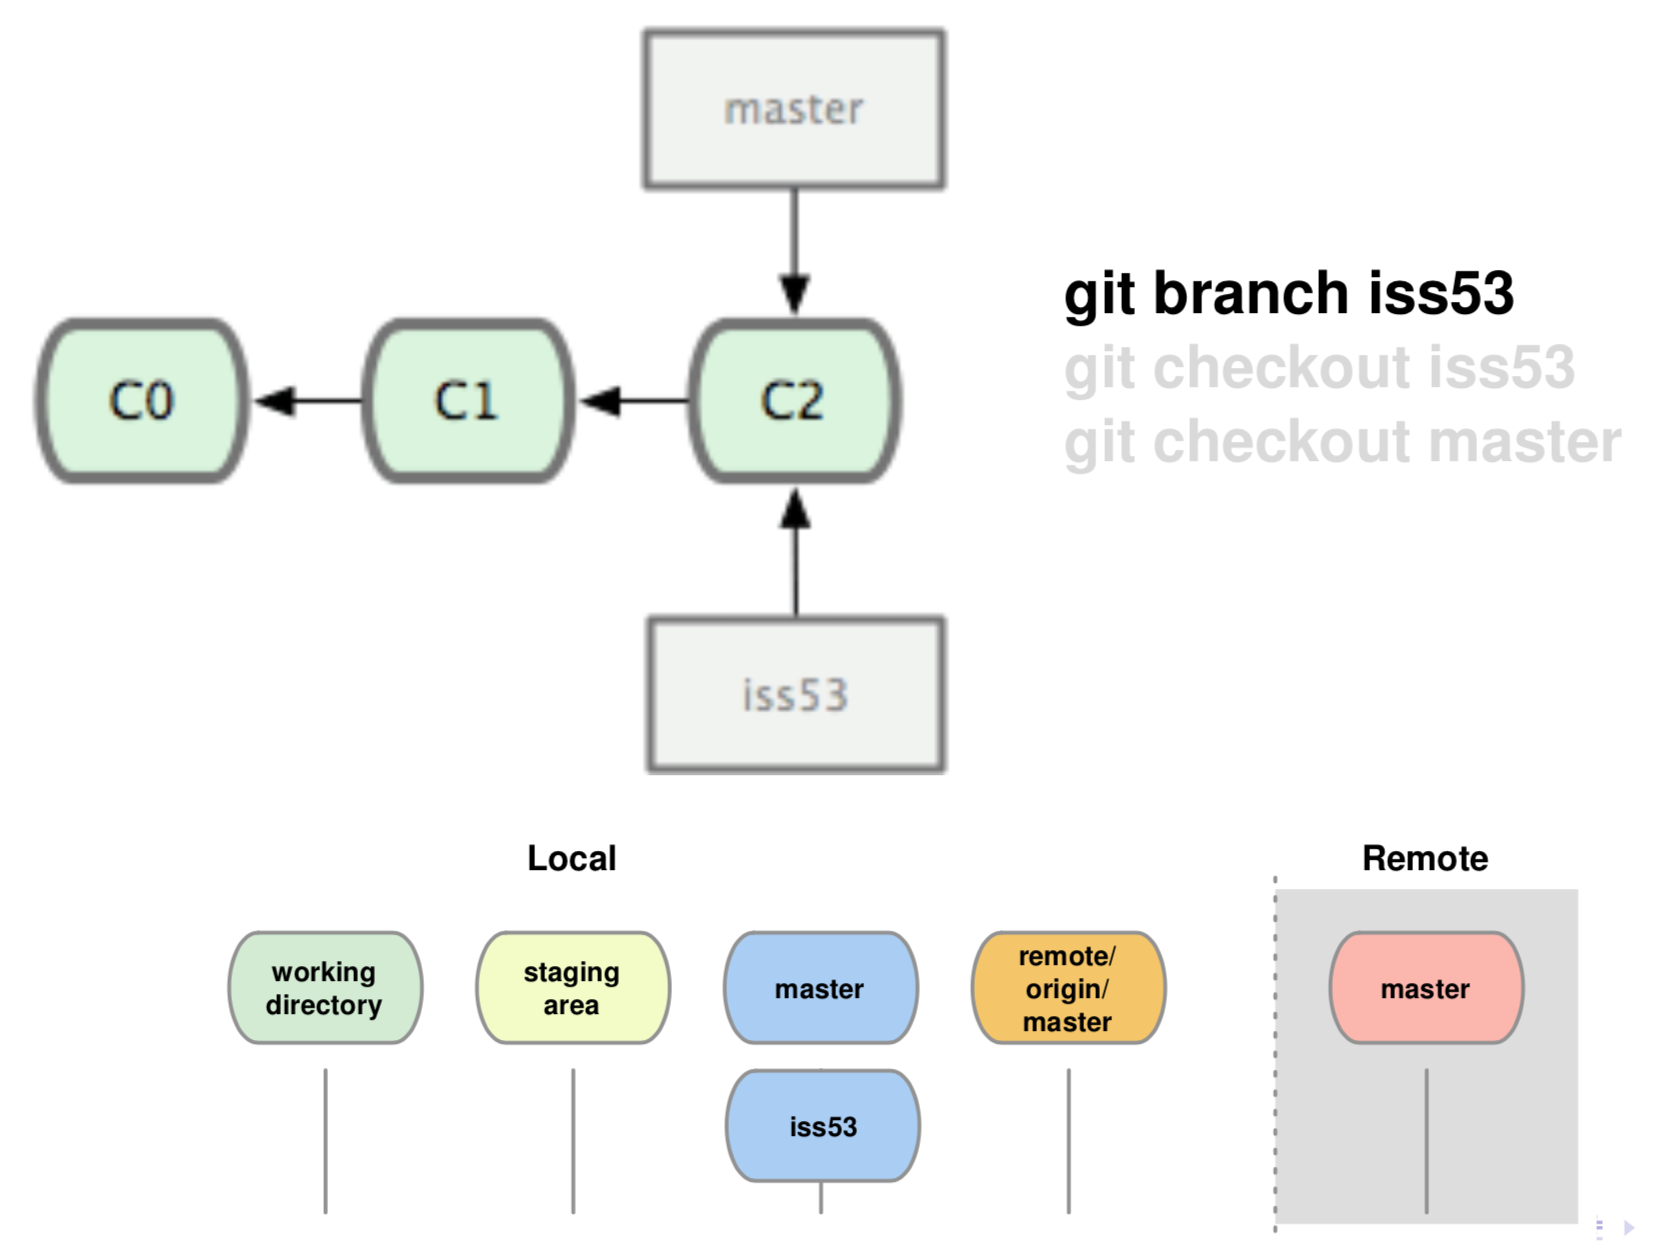 master
git branch iss53
git checkout iss53
git checkout master
C0
C1
C2
iss53
Local
Remote
working
directory
staging
area
master
remote/
origin/
master
master
iss53